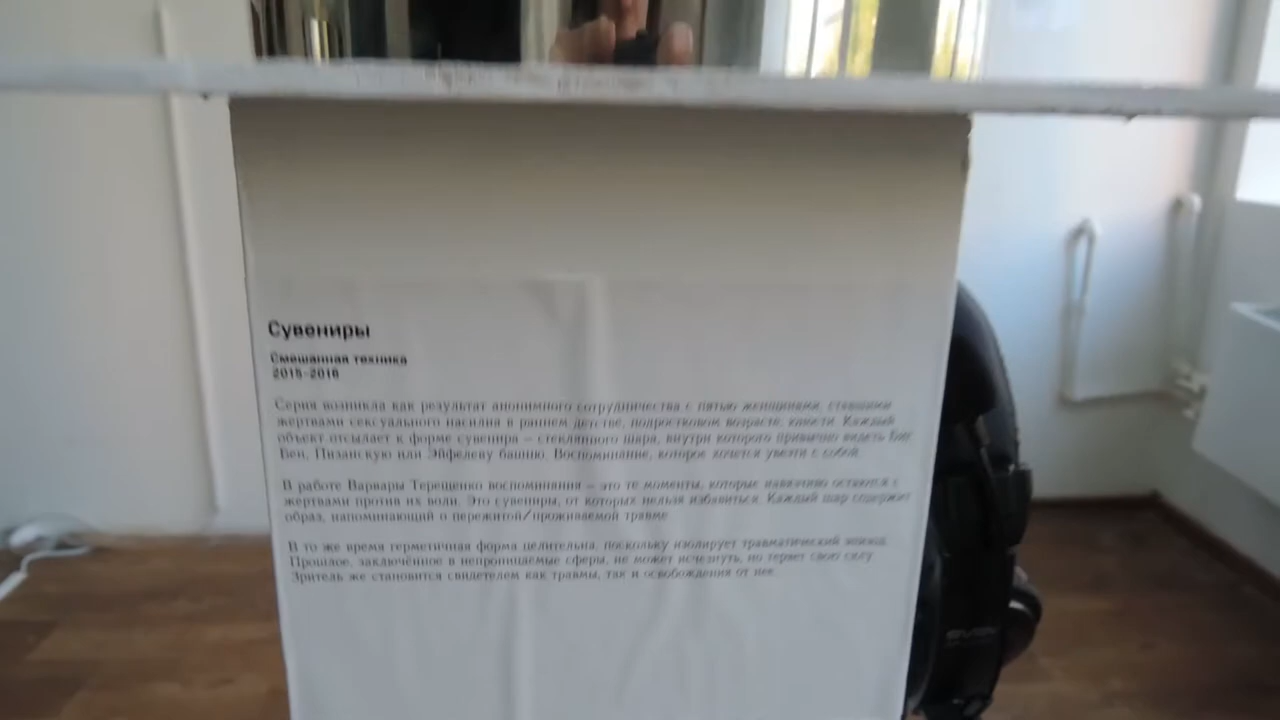 Сувениры
Смешанная техника
2015-2016
Серия возникла как результат анонимного сотрудничества с пятью женщинами, ставшими
жертвами сексуального насилия в раннем детстве, подростковом возрасте, юности. Каждый
объект отсылает к форме сувенира – стеклянного шара, внутри которого привычно видеть Биг
Бен, Пизанскую или Эйфелеву башню. Воспоминание, которое хочется увезти с собой.
В работе Варвары Терещенко воспоминания – это те моменты, которые навязчиво остаются с
жертвами против их воли. Это сувениры, от которых нельзя избавиться. Каждый шар содержит
образ, напоминающий о пережитой/проживаемой травме.
В то же время герметичная форма целительна, поскольку изолирует травматический эпизод.
Прошлое, заключённое в непроницаемые сферы, не может исчезнуть, но теряет свою силу.
Зритель же становится свидетелем как травмы, так и освобождения от нее.
SVEN